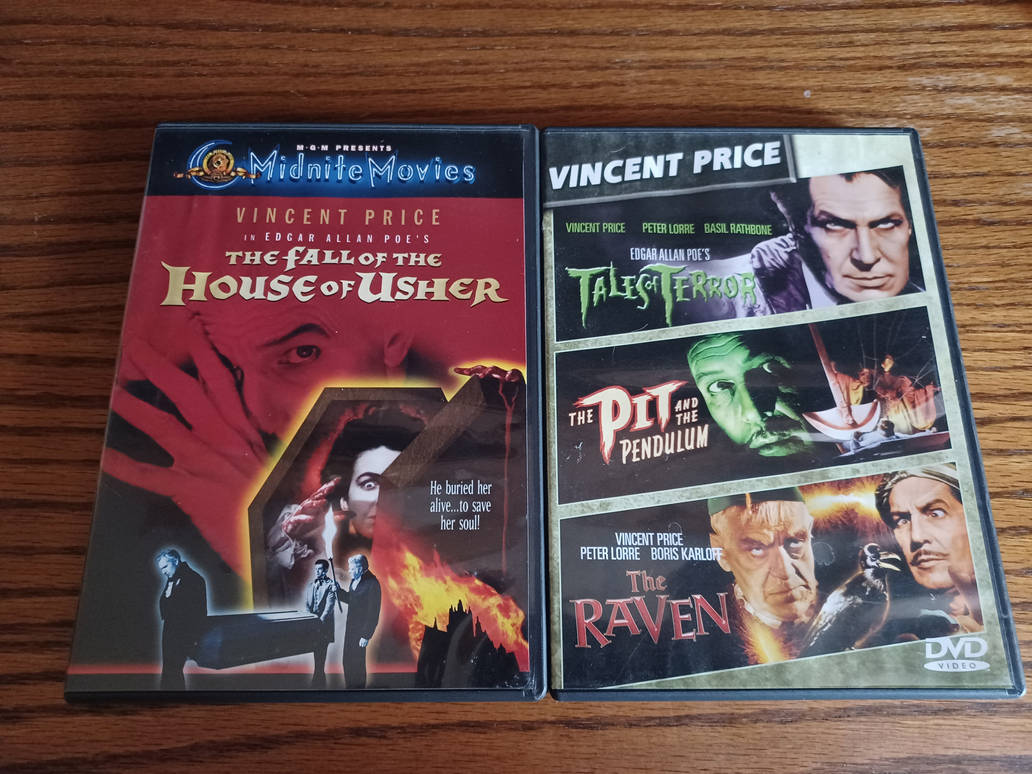 M·G·M PRESENTS
Midnite Movies
VINCENT PRICE
IN EDGAR ALLAN POE'S
THE FALL OF THE
HOUSE OF USHER
He buried her
alive...to save
her soul!
VINCENT PRICE
VINCENT PRICE PETER LORRE BASIL RATHBONE
EDGAR ALLAN POE'S
TALES OF TERROR
THE PIT AND THE
PENDULUM
VINCENT PRICE
PETER LORRE BORIS KARLOFF
The
RAVEN
DVD
VIDEO